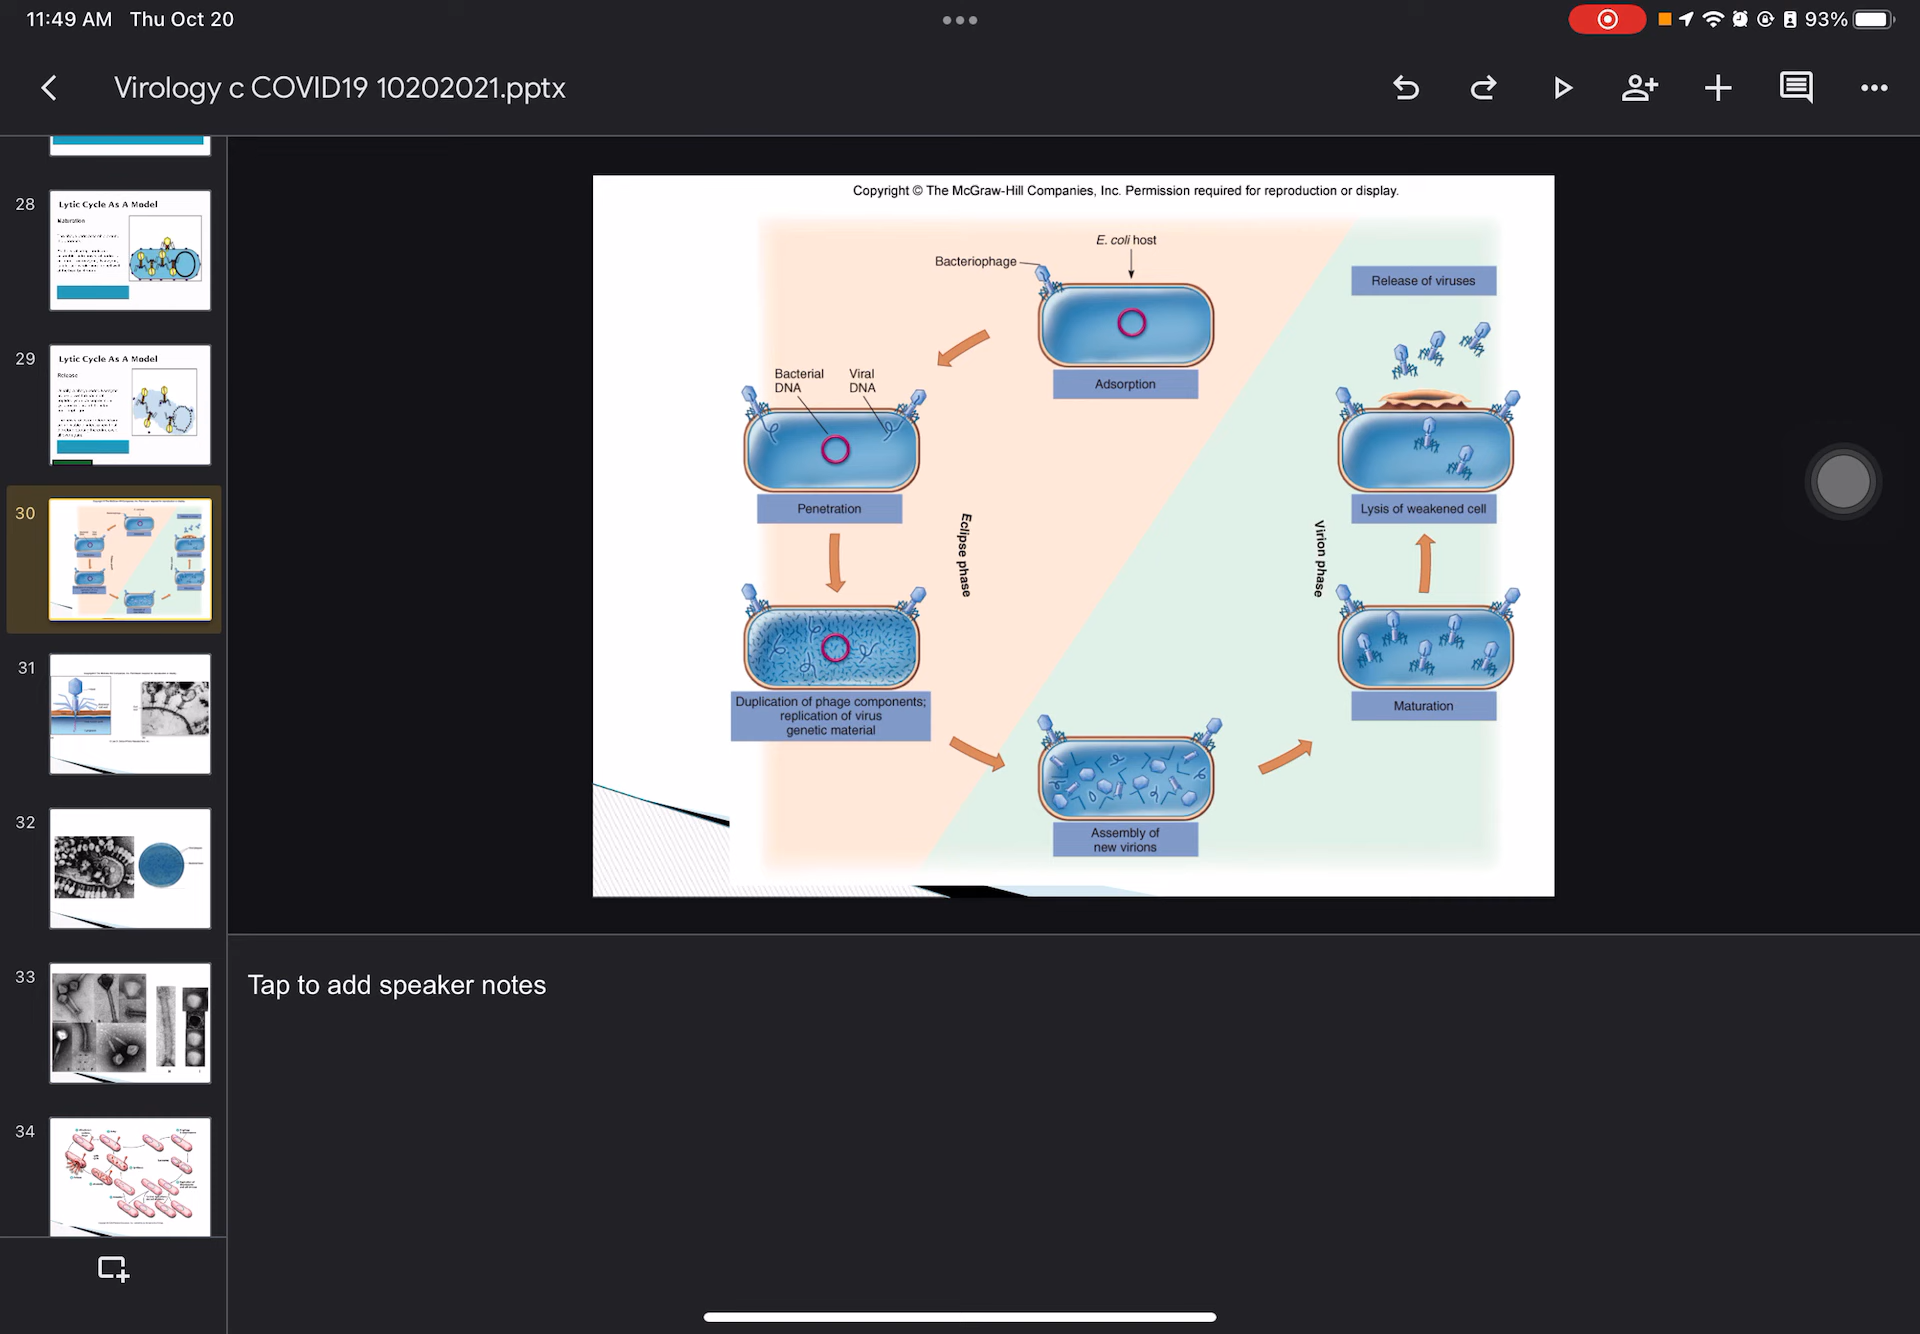 11:49 AM Thu Oct 20
93%
Virology c COVID19 10202021.pptx
28
Lytic Cycle As A Model
Maturation
29
Lytic Cycle As A Model
Release
30
31
32
33
34
Copyright © The McGraw-Hill Companies, Inc. Permission required for reproduction or display.
E. coli host
Bacteriophage
Adsorption
Bacterial
DNA
Viral
DNA
Penetration
Eclipse phase
Duplication of phage components;
replication of virus
genetic material
Assembly of
new virions
Maturation
Virion phase
Lysis of weakened cell
Release of viruses
Tap to add speaker notes